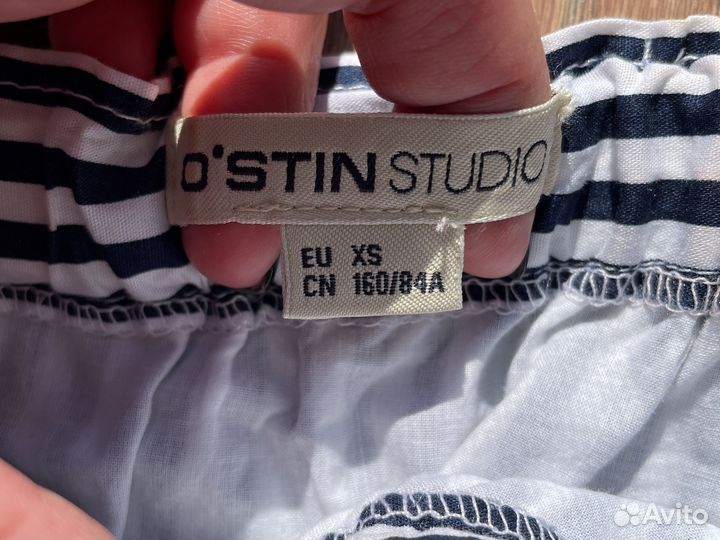 O'STIN STUDIO
EU XS
CN 160/84A
Avito